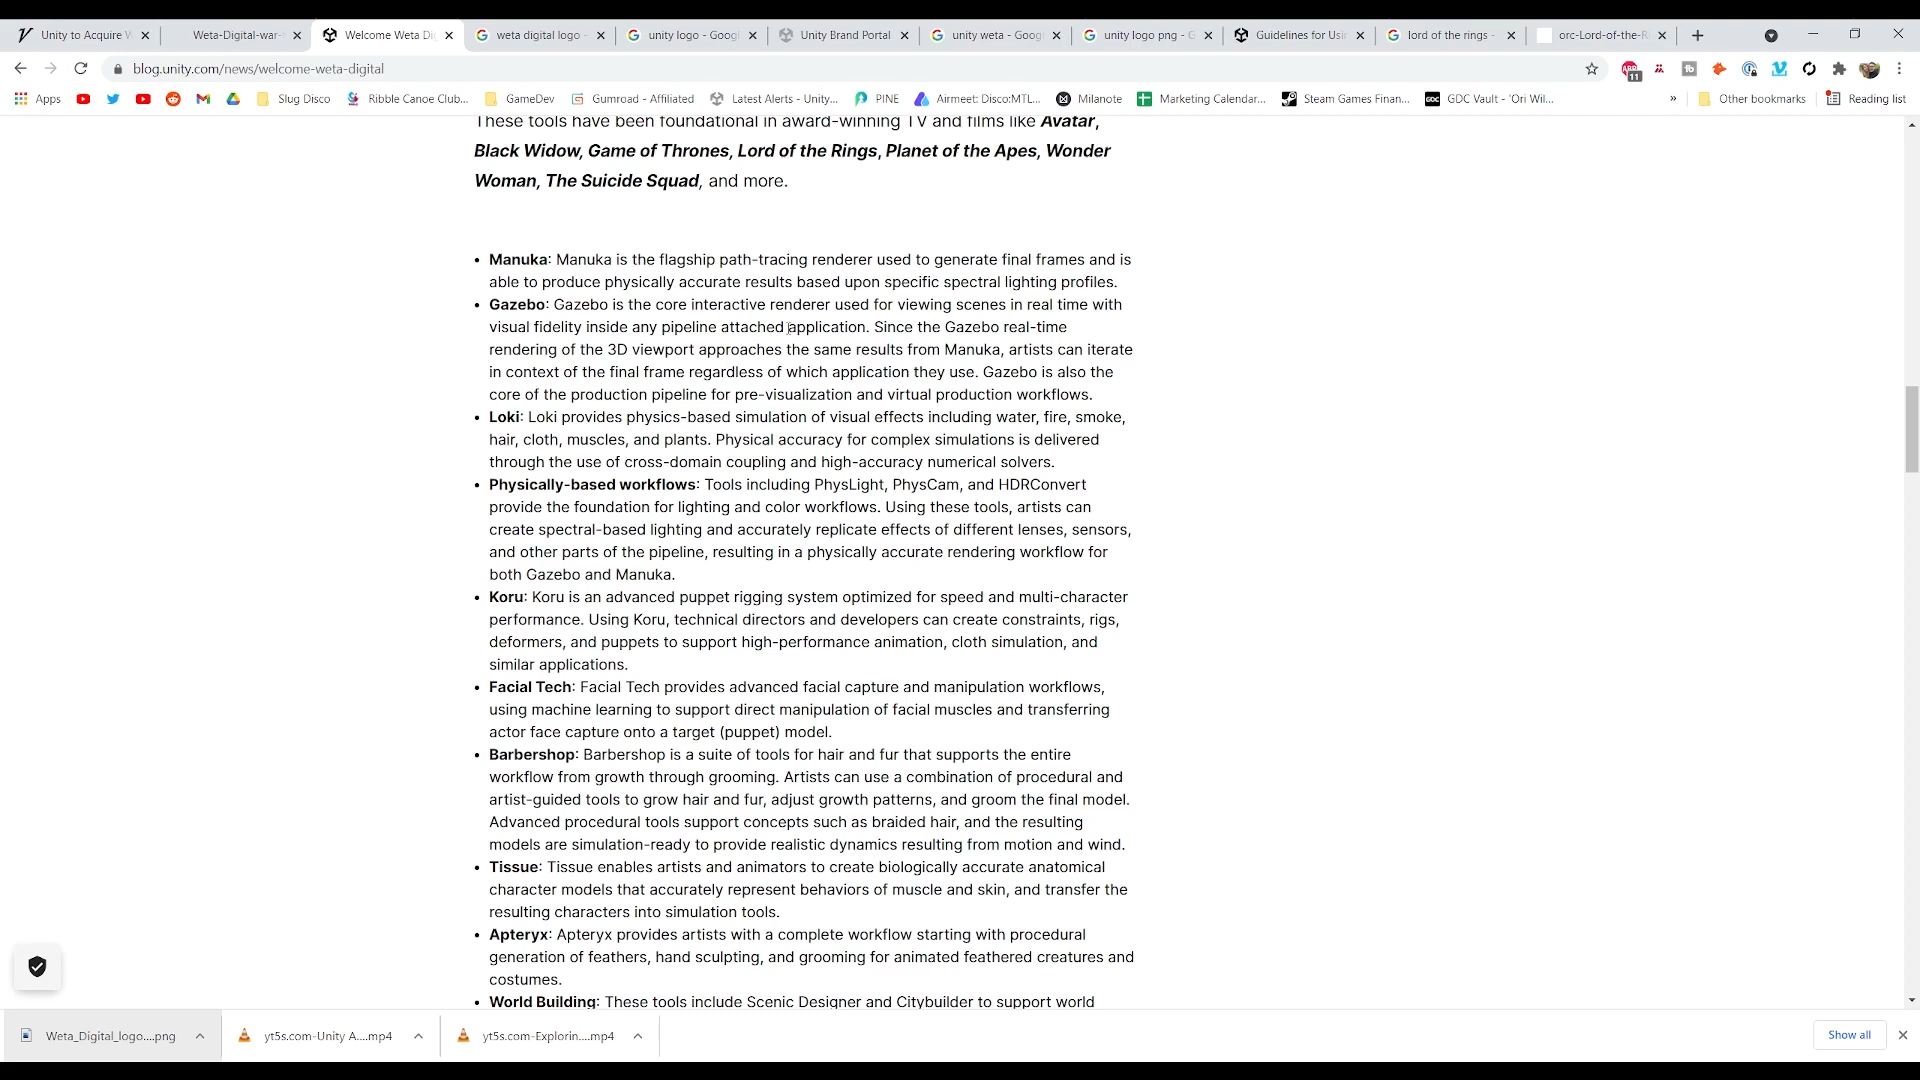 Unity to Acquire W
Weta-Digital-war-
Welcome Weta Di
weta digital logo -
unity logo - Goog
Unity Brand Portal
unity weta - Goog
unity logo png - G
Guidelines for Usi
lord of the rings -
orc-Lord-of-the-R
blog.unity.com/news/welcome-weta-digital
ABP
11
Apps
Slug Disco
Ribble Canoe Club...
GameDev
Gumroad - Affiliated
Latest Alerts - Unity...
PINE
Airmeet: Disco:MTL...
Milanote
Marketing Calendar...
Steam Games Finan...
GDC
GDC Vault - 'Ori Wil...
»
Other bookmarks
Reading list
These tools have been foundational in award-winning TV and films like Avatar,
Black Widow, Game of Thrones, Lord of the Rings, Planet of the Apes, Wonder
Woman, The Suicide Squad, and more.
• Manuka: Manuka is the flagship path-tracing renderer used to generate final frames and is
able to produce physically accurate results based upon specific spectral lighting profiles.
• Gazebo: Gazebo is the core interactive renderer used for viewing scenes in real time with
visual fidelity inside any pipeline attached application. Since the Gazebo real-time
rendering of the 3D viewport approaches the same results from Manuka, artists can iterate
in context of the final frame regardless of which application they use. Gazebo is also the
core of the production pipeline for pre-visualization and virtual production workflows.
• Loki: Loki provides physics-based simulation of visual effects including water, fire, smoke,
hair, cloth, muscles, and plants. Physical accuracy for complex simulations is delivered
through the use of cross-domain coupling and high-accuracy numerical solvers.
• Physically-based workflows: Tools including PhysLight, PhysCam, and HDRConvert
provide the foundation for lighting and color workflows. Using these tools, artists can
create spectral-based lighting and accurately replicate effects of different lenses, sensors,
and other parts of the pipeline, resulting in a physically accurate rendering workflow for
both Gazebo and Manuka.
• Koru: Koru is an advanced puppet rigging system optimized for speed and multi-character
performance. Using Koru, technical directors and developers can create constraints, rigs,
deformers, and puppets to support high-performance animation, cloth simulation, and
similar applications.
• Facial Tech: Facial Tech provides advanced facial capture and manipulation workflows,
using machine learning to support direct manipulation of facial muscles and transferring
actor face capture onto a target (puppet) model.
• Barbershop: Barbershop is a suite of tools for hair and fur that supports the entire
workflow from growth through grooming. Artists can use a combination of procedural and
artist-guided tools to grow hair and fur, adjust growth patterns, and groom the final model.
Advanced procedural tools support concepts such as braided hair, and the resulting
models are simulation-ready to provide realistic dynamics resulting from motion and wind.
• Tissue: Tissue enables artists and animators to create biologically accurate anatomical
character models that accurately represent behaviors of muscle and skin, and transfer the
resulting characters into simulation tools.
• Apteryx: Apteryx provides artists with a complete workflow starting with procedural
generation of feathers, hand sculpting, and grooming for animated feathered creatures and
costumes.
• World Building: These tools include Scenic Designer and Citybuilder to support world
Weta_Digital_logo....png
yt5s.com-Unity A....mp4
yt5s.com-Explorin....mp4
Show all